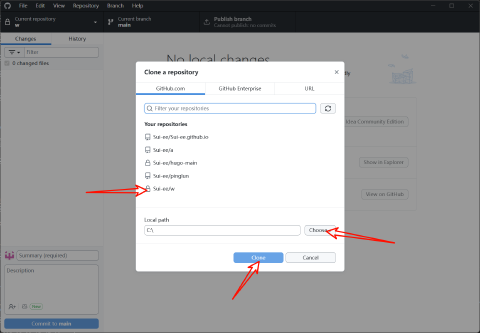 File Edit View Repository Branch Help
Current repository
w
Current branch
main
Publish branch
Cannot publish no commits
Changes History
Filter
0 changed files
No local changes
Clone a repository
GitHub.com GitHub Enterprise URL
Filter your repositories
Your repositories
Sui-ee/Sui-ee.github.io
Sui-ee/a
Sui-ee/hago-main
Sui-ee/pinglun
Sui-ee/w
Local path
C:\
Choose...
Clone Cancel
Community Edition
Show in Explorer
View on GitHub
Summary (required)
Description
New
Commit to main